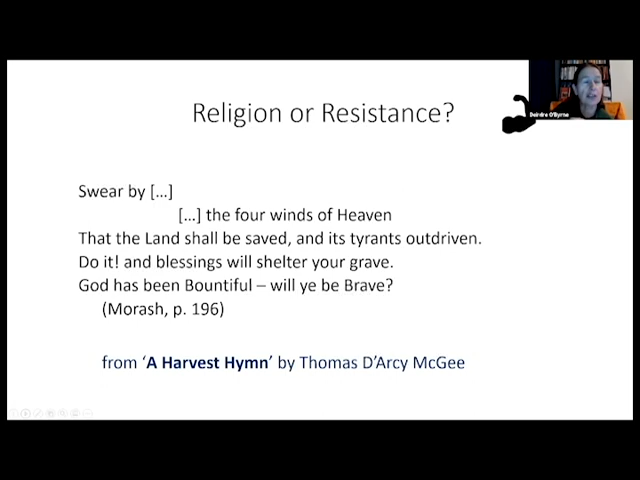 Religion or Resistance?
Deirdre O'Byrne
Swear by [...]
[...] the four winds of Heaven
That the Land shall be saved, and its tyrants outdriven.
Do it! and blessings will shelter your grave.
God has been Bountiful – will ye be Brave?
(Morash, p. 196)
from ‘A Harvest Hymn’ by Thomas D’Arcy McGee